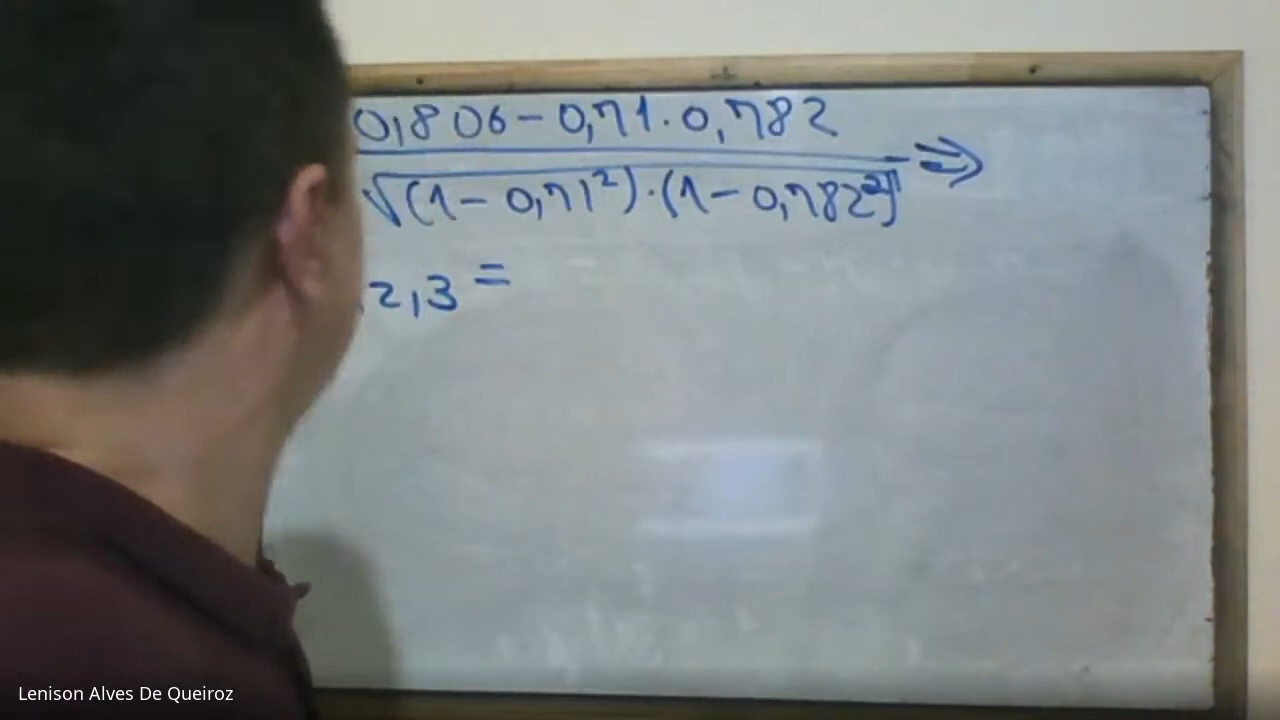 0,806-0,71.0,782 ⇒
√(1-0,71²).(1-0,782²)
2,3 =
Lenison Alves De Queiroz